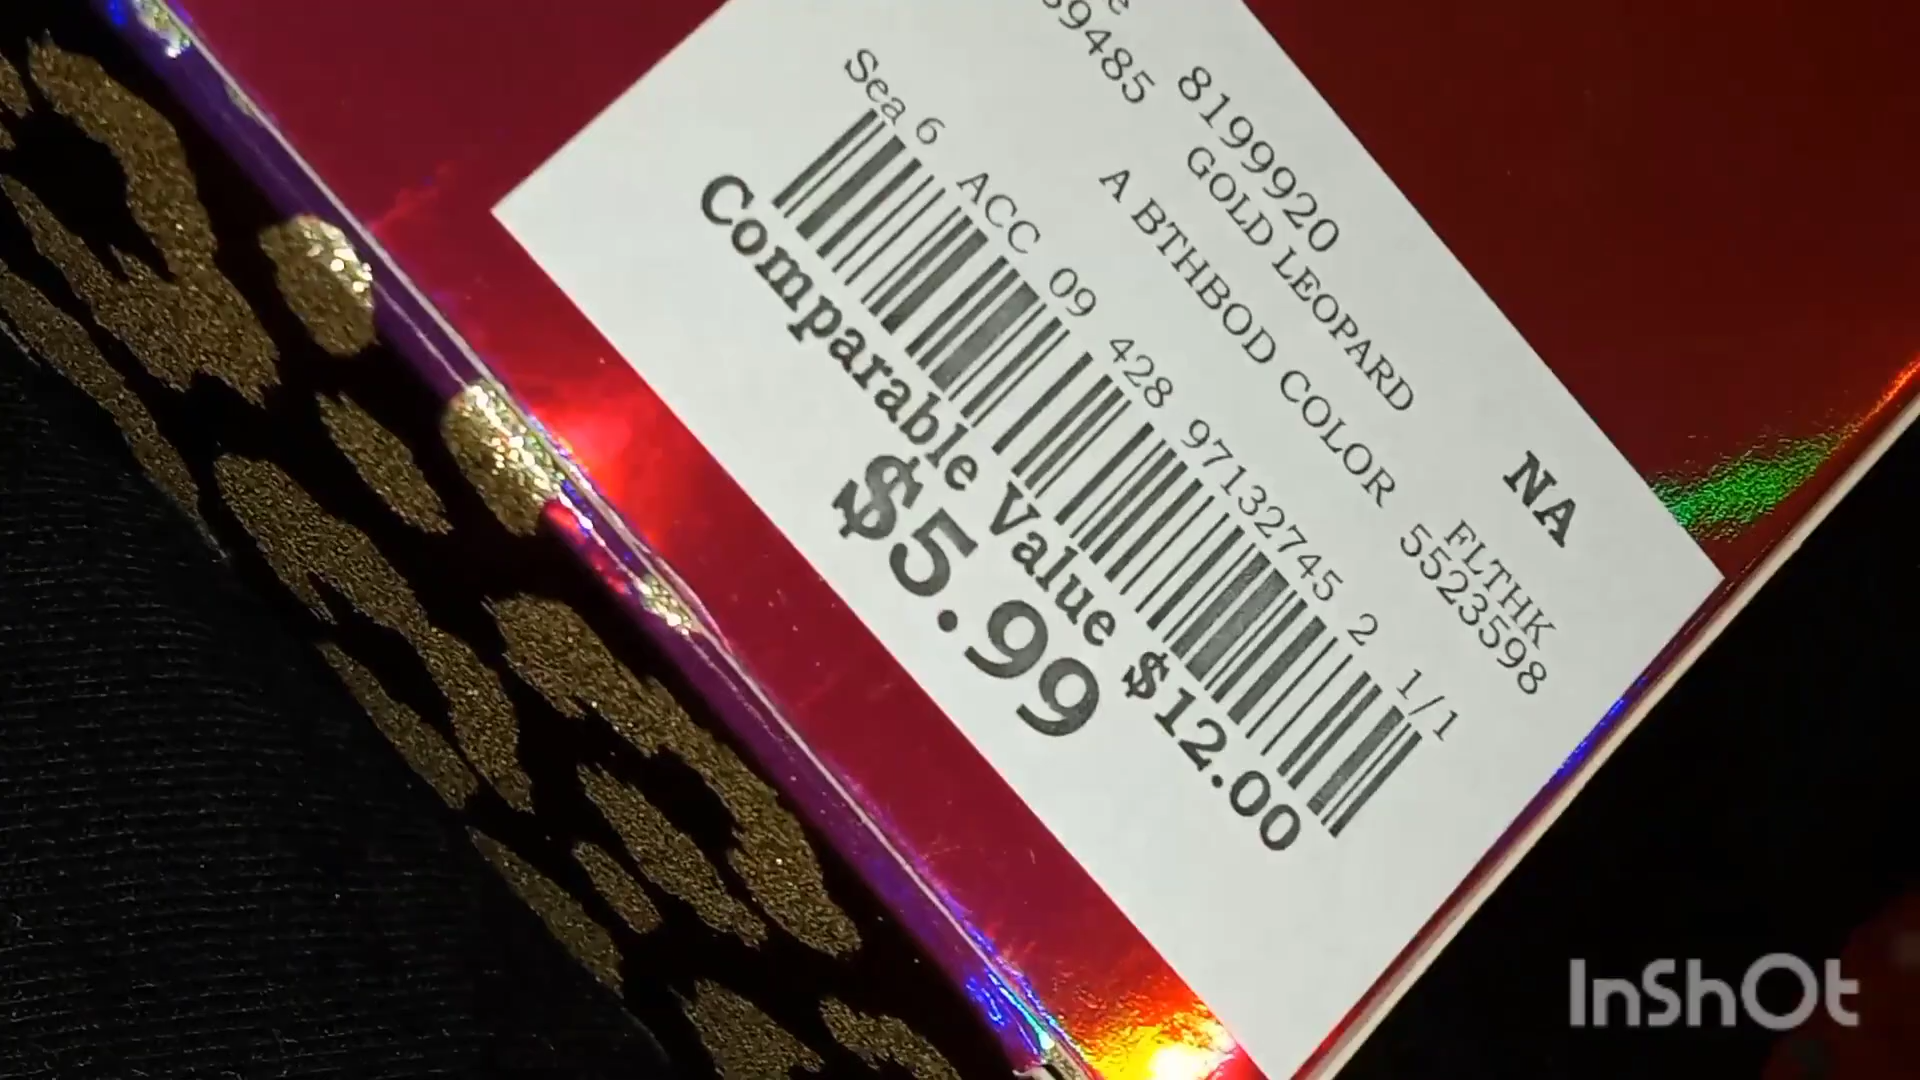 59485
8199920
GOLD LEOPARD
NA
A BTHBOD COLOR
FLTHK
5523598
Sea 6 ACC 09 428 97132745 2 1/1
Comparable Value $12.00
$5.99
InShOt